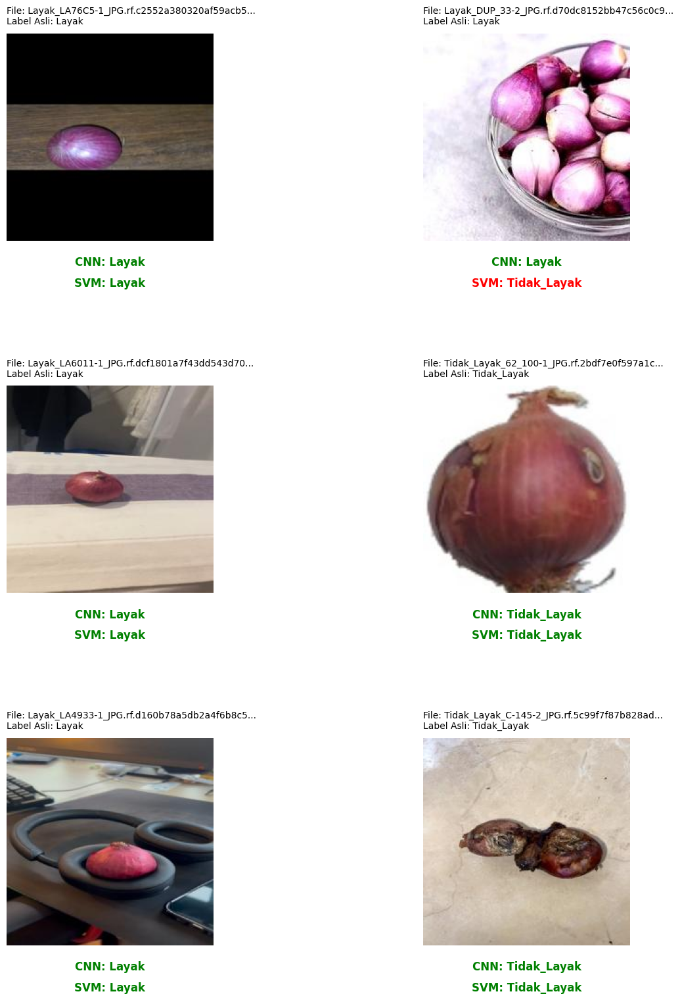 File: Layak_LA76C5-1_JPG.rf.c2552a380320af59acb5...
Label Asli: Layak
CNN: Layak
SVM: Layak
File: Layak_DUP_33-2_JPG.rf.d70dc8152bb47c56c0c9...
Label Asli: Layak
CNN: Layak
SVM: Tidak_Layak
File: Layak_LA6011-1_JPG.rf.dcf1801a7f43dd543d70...
Label Asli: Layak
CNN: Layak
SVM: Layak
File: Tidak_Layak_62_100-1_JPG.rf.2bdf7e0f597a1c...
Label Asli: Tidak_Layak
CNN: Tidak_Layak
SVM: Tidak_Layak
File: Layak_LA4933-1_JPG.rf.d160b78a5db2a4f6b8c5...
Label Asli: Layak
CNN: Layak
SVM: Layak
File: Tidak_Layak_C-145-2_JPG.rf.5c99f7f87b828ad...
Label Asli: Tidak_Layak
CNN: Tidak_Layak
SVM: Tidak_Layak